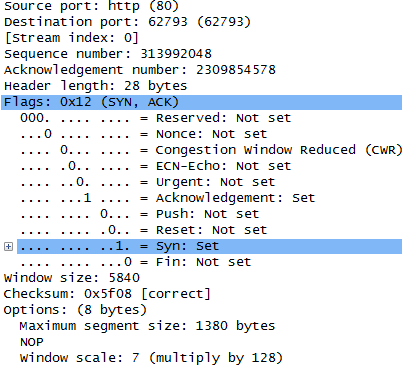 Source port: http (80)
Destination port: 62793 (62793)
[Stream index: 0]
Sequence number: 313992048
Acknowledgement number: 2309854578
Header length: 28 bytes
Flags: 0x12 (SYN, ACK)
000. .... .... = Reserved: Not set
...0 .... .... = Nonce: Not set
.... 0... .... = Congestion Window Reduced (CWR)
.... .0.. .... = ECN-Echo: Not set
.... ..0. .... = Urgent: Not set
.... ...1 .... = Acknowledgement: Set
.... .... 0... = Push: Not set
.... .... .0.. = Reset: Not set
.... .... ..1. = Syn: Set
.... .... ...0 = Fin: Not set
Window size: 5840
Checksum: 0x5f08 [correct]
Options: (8 bytes)
Maximum segment size: 1380 bytes
NOP
Window scale: 7 (multiply by 128)